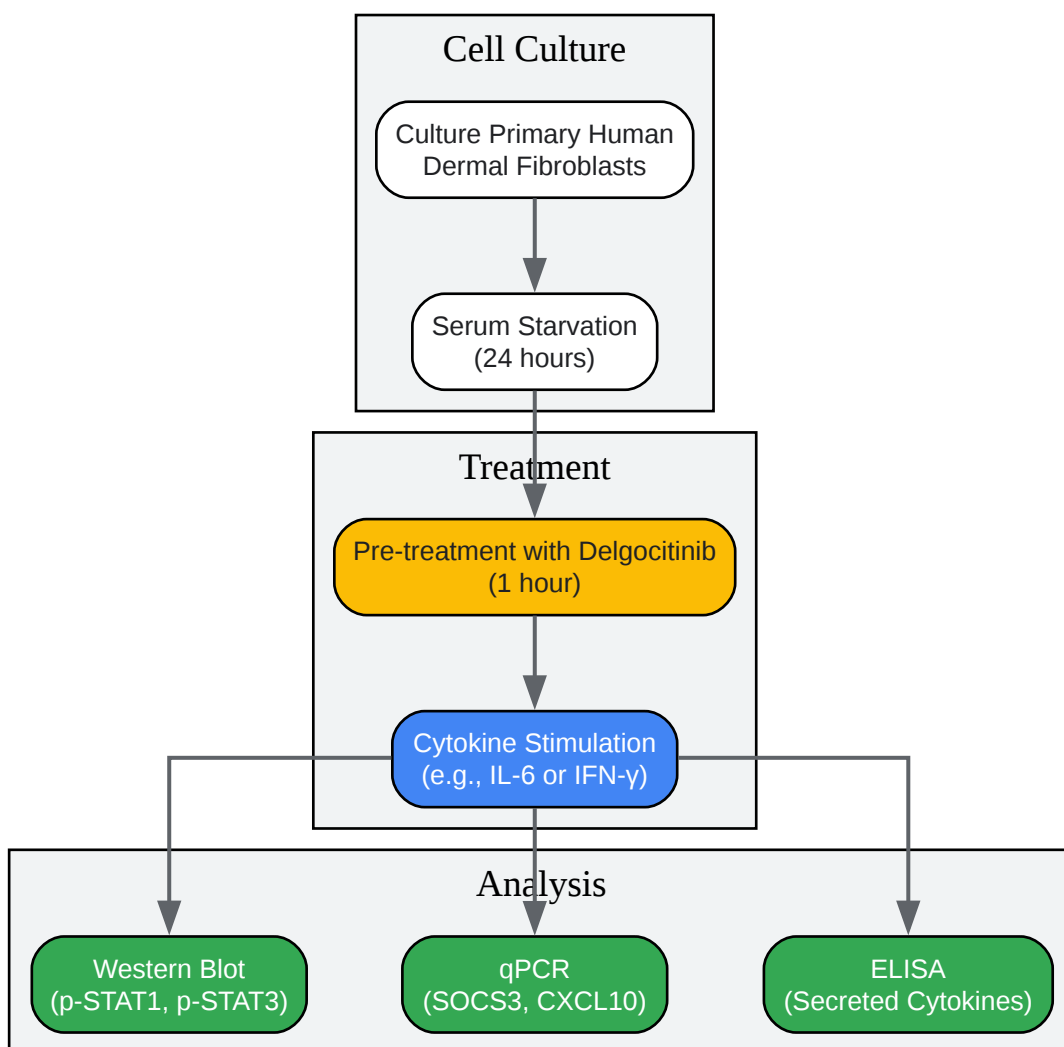 Cell Culture
Culture Primary Human
Dermal Fibroblasts
Serum Starvation
(24 hours)
Treatment
Pre-treatment with Delgocitinib
(1 hour)
Cytokine Stimulation
(e.g., IL-6 or IFN-γ)
Analysis
Western Blot
(p-STAT1, p-STAT3)
qPCR
(SOCS3, CXCL10)
ELISA
(Secreted Cytokines)